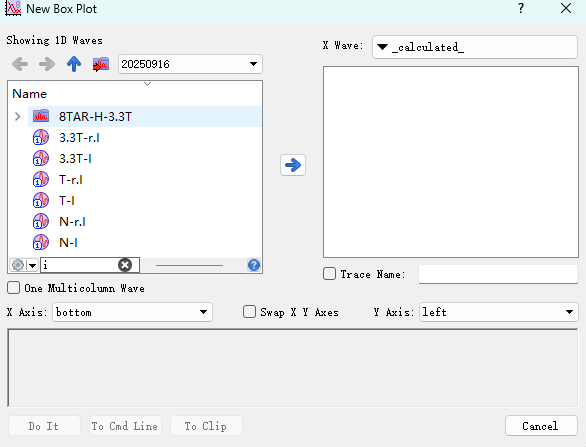 New Box Plot
?
Showing 1D Waves
X Wave: _calculated_
20250916
Name
8TAR-H-3.3T
3.3T-r.I
3.3T-I
T-r.I
T-I
N-r.I
N-I
i
Trace Name:
One Multicolumn Wave
X Axis: bottom
Swap X Y Axes
Y Axis: left
Do It
To Cmd Line
To Clip
Cancel